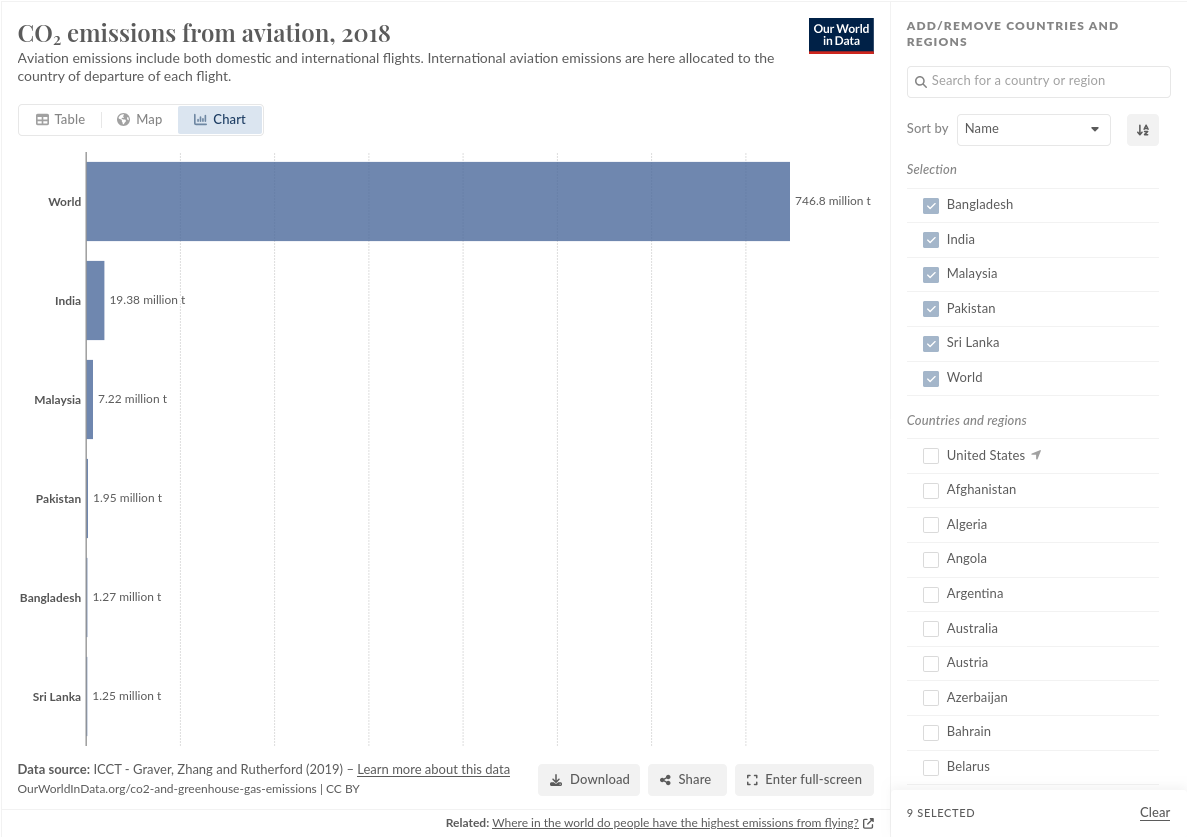 CO₂ emissions from aviation, 2018
Aviation emissions include both domestic and international flights. International aviation emissions are here allocated to the
country of departure of each flight.
Our World
in Data
Table
Map
Chart
World
746.8 million t
India
19.38 million t
Malaysia
7.22 million t
Pakistan
1.95 million t
Bangladesh
1.27 million t
Sri Lanka
1.25 million t
Data source: ICCT - Graver, Zhang and Rutherford (2019) – Learn more about this data
OurWorldInData.org/co2-and-greenhouse-gas-emissions | CC BY
Download
Share
Enter full-screen
Related: Where in the world do people have the highest emissions from flying?
ADD/REMOVE COUNTRIES AND
REGIONS
Search for a country or region
Sort by
Name
Selection
Bangladesh
India
Malaysia
Pakistan
Sri Lanka
World
Countries and regions
United States
Afghanistan
Algeria
Angola
Argentina
Australia
Austria
Azerbaijan
Bahrain
Belarus
9 SELECTED
Clear